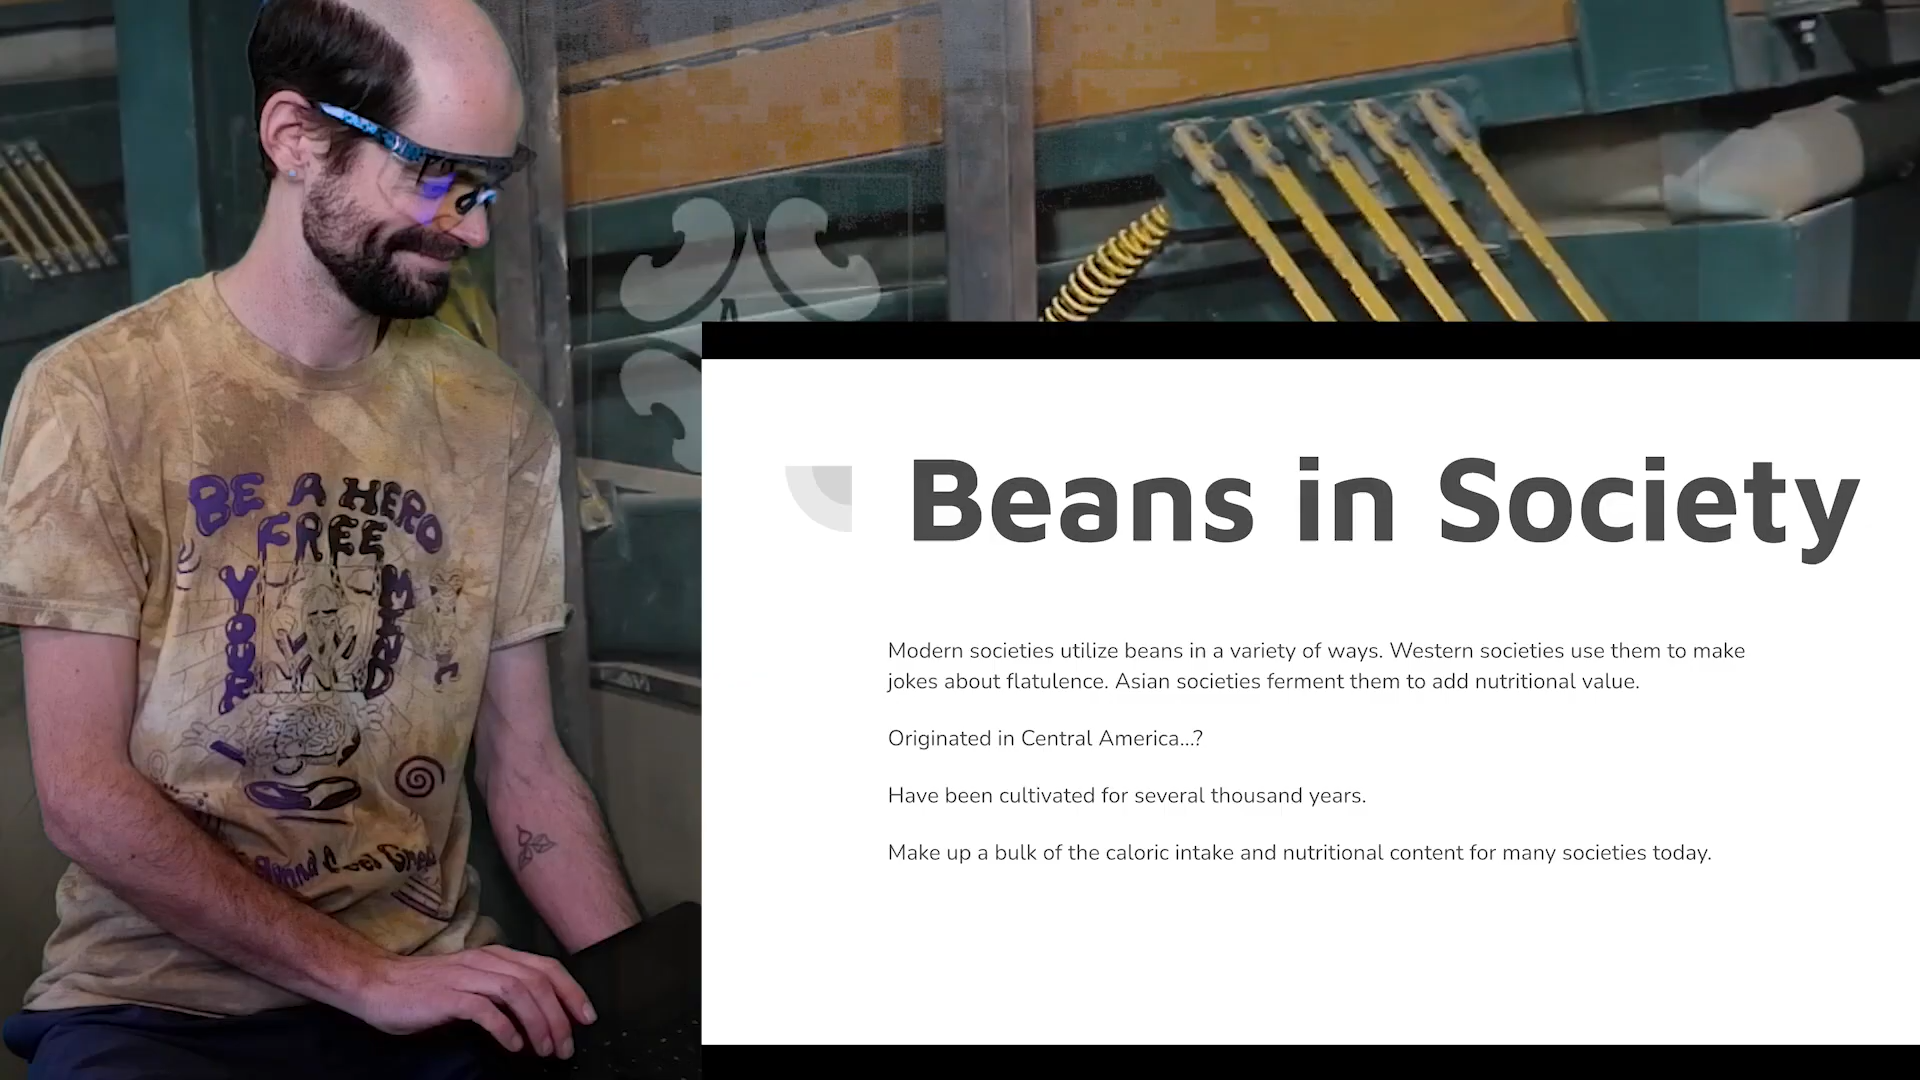 BE A HERO
FREE
YOUR
MIND
Beans in Society
Modern societies utilize beans in a variety of ways. Western societies use them to make
jokes about flatulence. Asian societies ferment them to add nutritional value.
Originated in Central America...?
Have been cultivated for several thousand years.
Make up a bulk of the caloric intake and nutritional content for many societies today.